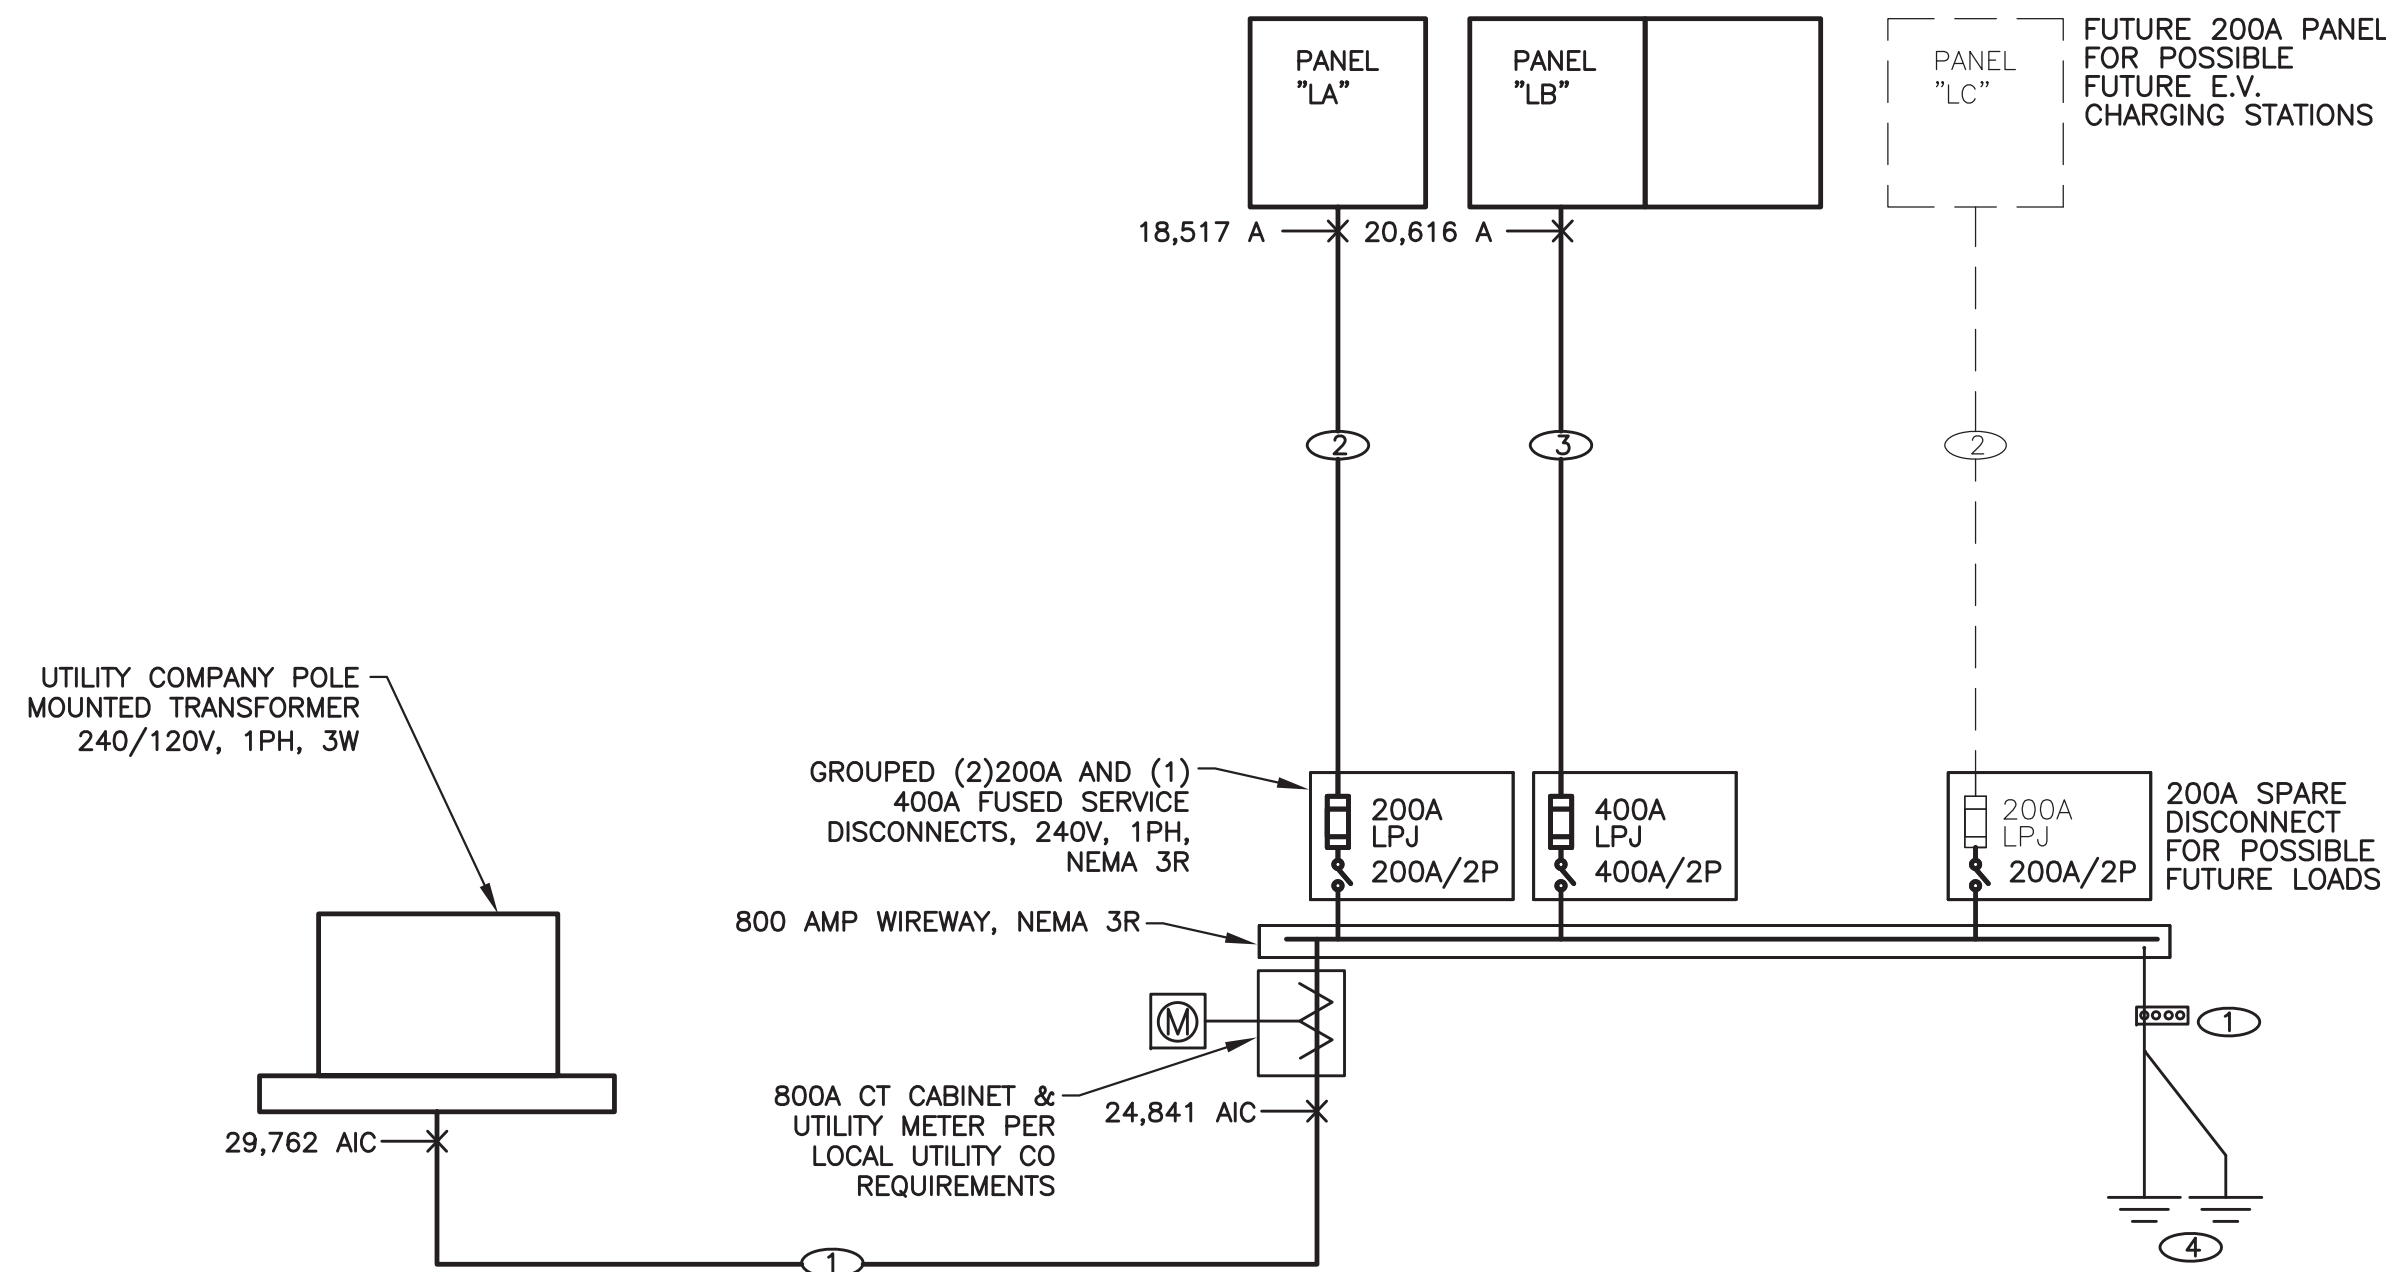 PANEL
"LA"
PANEL
"LB"
PANEL
"LC"
FUTURE 200A PANEL
FOR POSSIBLE
FUTURE E.V.
CHARGING STATIONS
18,517 A
20,616 A
2
3
2
UTILITY COMPANY POLE
MOUNTED TRANSFORMER
240/120V, 1PH, 3W
GROUPED (2)200A AND (1)
400A FUSED SERVICE
DISCONNECTS, 240V, 1PH,
NEMA 3R
200A
LPJ
200A/2P
400A
LPJ
400A/2P
200A
LPJ
200A/2P
200A SPARE
DISCONNECT
FOR POSSIBLE
FUTURE LOADS
800 AMP WIREWAY, NEMA 3R
M
1
800A CT CABINET &
UTILITY METER PER
LOCAL UTILITY CO
REQUIREMENTS
24,841 AIC
29,762 AIC
4
1